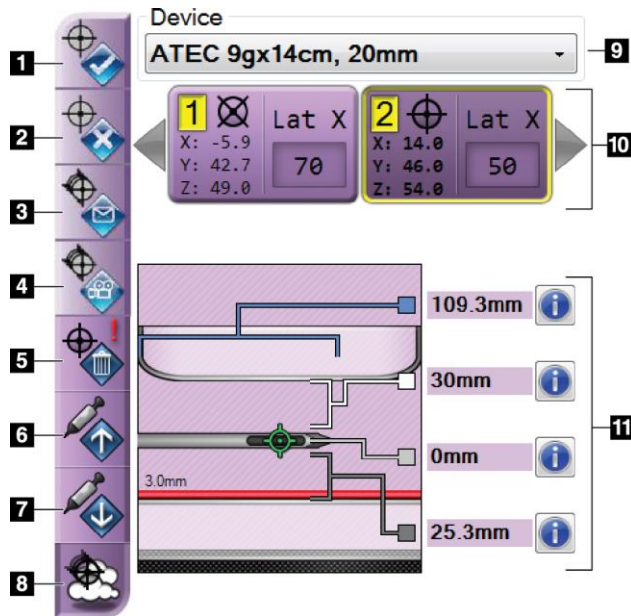 Device
1
ATEC 9gx14cm, 20mm
9
1
Lat X
X: -5.9
Y: 42.7
Z: 49.0
70
2
Lat X
X: 14.0
Y: 46.0
Z: 54.0
50
10
2
3
4
109.3mm
5
!
30mm
6
11
0mm
7
3.0mm
25.3mm
8